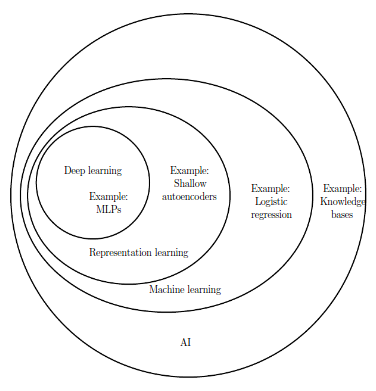 Deep learning
Example:
MLPs
Example:
Shallow
autoencoders
Example:
Logistic
regression
Example:
Knowledge
bases
Representation learning
Machine learning
AI